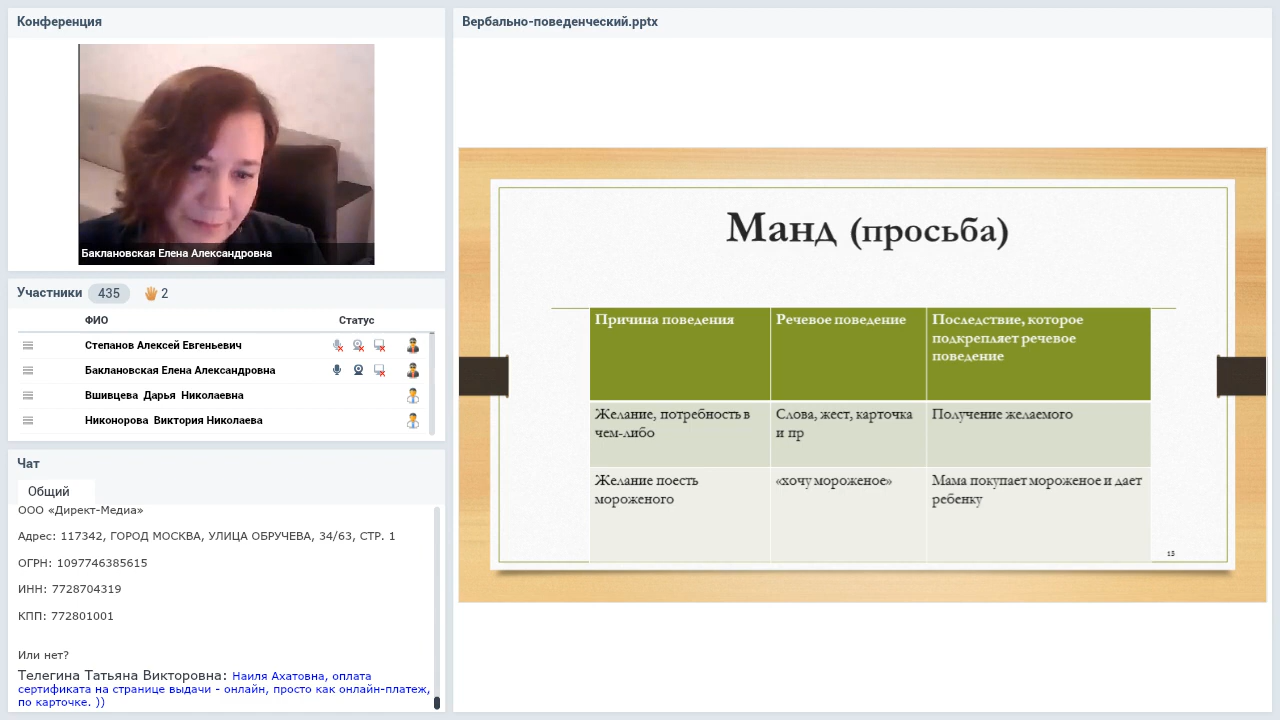 Конференция
Баклановская Елена Александровна
Участники 435 2
ФИО Статус
Степанов Алексей Евгеньевич
Баклановская Елена Александровна
Вшивцева Дарья Николаевна
Никонорова Виктория Николаева
Чат
Общий
ООО «Директ-Медиа»
Адрес: 117342, ГОРОД МОСКВА, УЛИЦА ОБРУЧЕВА, 34/63, СТР. 1
ОГРН: 1097746385615
ИНН: 7728704319
КПП: 772801001
Или нет?
Телегина Татьяна Викторовна: Наиля Ахатовна, оплата
сертификата на странице выдачи - онлайн, просто как онлайн-платеж,
по карточке. ))
Вербально-поведенческий.pptx
Манд (просьба)
Причина поведения
Речевое поведение
Последствие, которое
подкрепляет речевое
поведение
Желание, потребность в
чем-либо
Слова, жест, карточка
и пр
Получение желаемого
Желание поесть
мороженого
«хочу мороженое»
Мама покупает мороженое и дает
ребенку
13